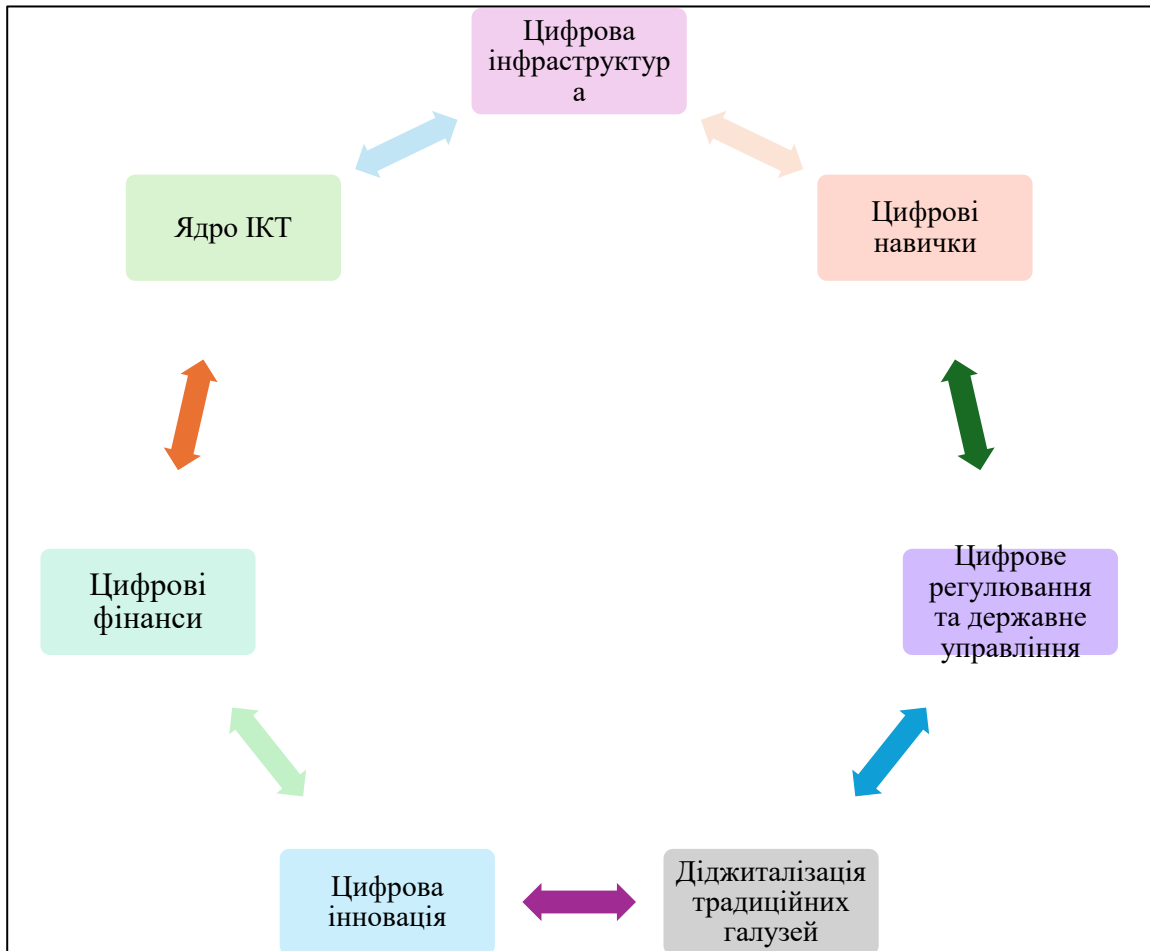 Цифрова
інфраструктур
а
Ядро ІКТ
Цифрові
навички
Цифрові
фінанси
Цифрове
регулювання
та державне
управління
Цифрова
інновація
Діджиталізація
традиційних
галузей